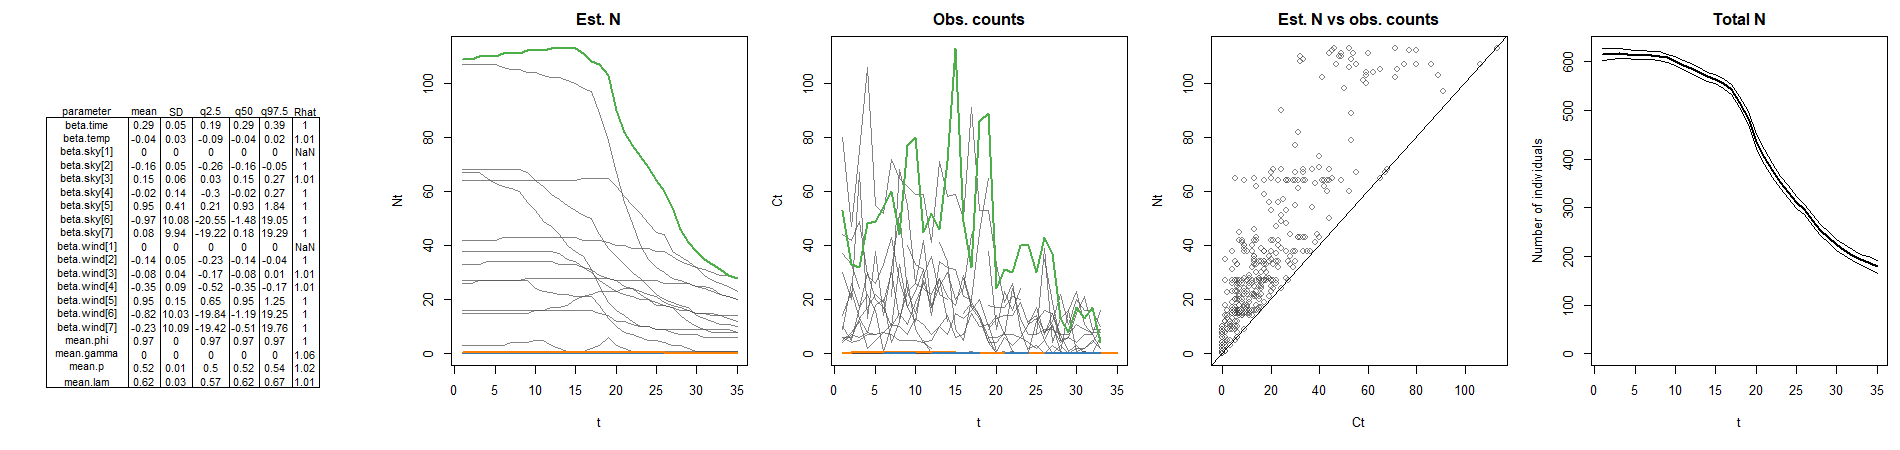 parameter mean SD q2.5 q50 q97.5 Rhat
beta.time 0.29 0.05 0.19 0.29 0.39 1
beta.temp -0.04 0.03 -0.09 -0.04 0.02 1.01
beta.sky[1] 0 0 0 0 0 NaN
beta.sky[2] -0.16 0.05 -0.26 -0.16 -0.05 1
beta.sky[3] 0.15 0.06 0.03 0.15 0.27 1.01
beta.sky[4] -0.02 0.14 -0.3 -0.02 0.27 1
beta.sky[5] 0.95 0.41 0.21 0.93 1.84 1
beta.sky[6] -0.97 10.08 -20.55 -1.48 19.05 1
beta.sky[7] 0.08 9.94 -19.22 0.18 19.29 1
beta.wind[1] 0 0 0 0 0 NaN
beta.wind[2] -0.14 0.05 -0.23 -0.14 -0.04 1
beta.wind[3] -0.08 0.04 -0.17 -0.08 0.01 1.01
beta.wind[4] -0.35 0.09 -0.52 -0.35 -0.17 1.01
beta.wind[5] 0.95 0.15 0.65 0.95 1.25 1
beta.wind[6] -0.82 10.03 -19.84 -1.19 19.25 1
beta.wind[7] -0.23 10.09 -19.42 -0.51 19.76 1
mean.phi 0.97 0 0.97 0.97 0.97 1
mean.gamma 0 0 0 0 0 1.06
mean.p 0.52 0.01 0.5 0.52 0.54 1.02
mean.lam 0.62 0.03 0.57 0.62 0.67 1.01
Est. N
Nt
100
80
60
40
20
0
0 5 10 15 20 25 30 35
t
Obs. counts
Ct
100
80
60
40
20
0
0 5 10 15 20 25 30 35
t
Est. N vs obs. counts
Nt
100
80
60
40
20
0
0 20 40 60 80 100
Ct
Total N
Number of individuals
600
500
400
300
200
100
0
0 5 10 15 20 25 30 35
t